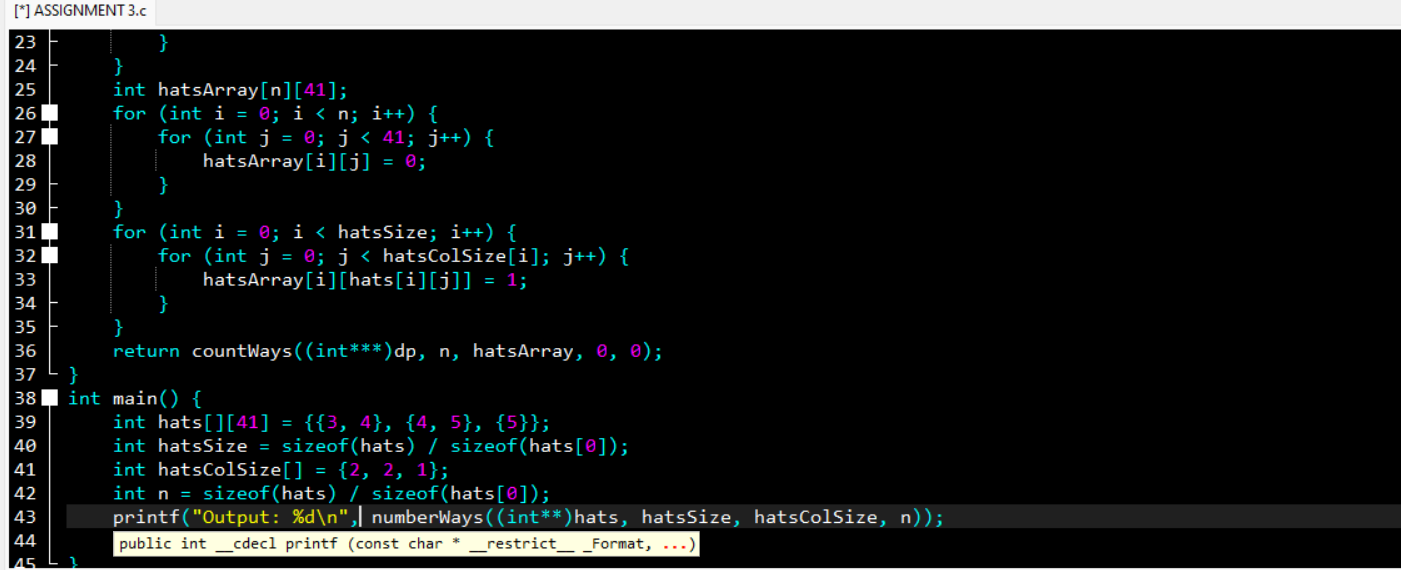 [*] ASSIGNMENT 3.c
23 }
24 }
25 int hatsArray[n][41];
26 for (int i = 0; i < n; i++) {
27 for (int j = 0; j < 41; j++) {
28 hatsArray[i][j] = 0;
29 }
30 }
31 for (int i = 0; i < hatsSize; i++) {
32 for (int j = 0; j < hatsColSize[i]; j++) {
33 hatsArray[i][hats[i][j]] = 1;
34 }
35 }
36 return countWays((int***)dp, n, hatsArray, 0, 0);
37 }
38 int main() {
39 int hats[][41] = {{3, 4}, {4, 5}, {5}};
40 int hatsSize = sizeof(hats) / sizeof(hats[0]);
41 int hatsColSize[] = {2, 2, 1};
42 int n = sizeof(hats) / sizeof(hats[0]);
43 printf("Output: %d\n", numberWays((int**)hats, hatsSize, hatsColSize, n));
44 public int __cdecl printf (const char * __restrict__ _Format, ...)
45 }